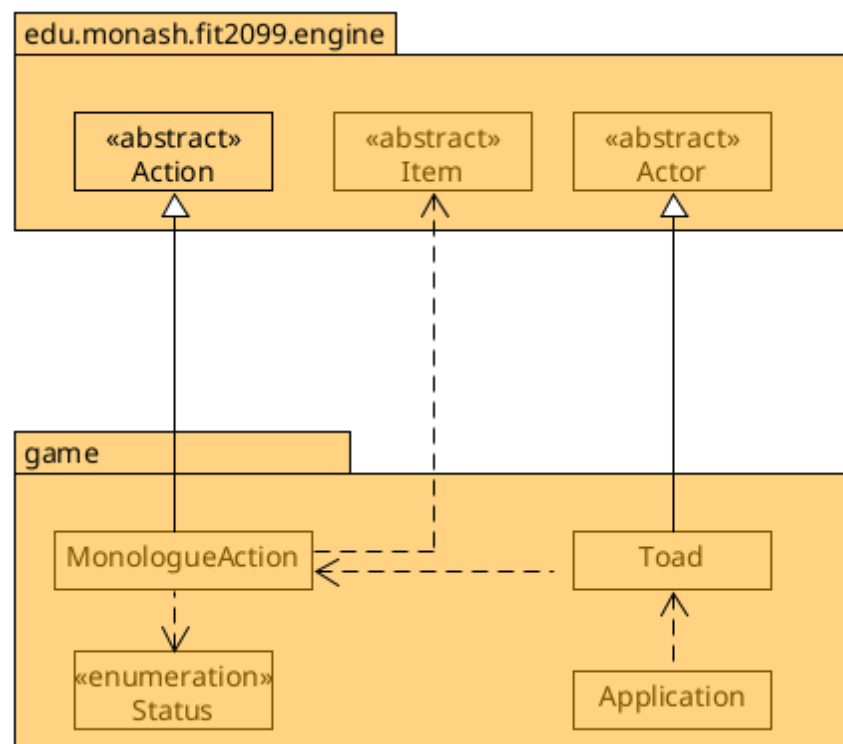 edu.monash.fit2099.engine
«abstract»
Action
«abstract»
Item
«abstract»
Actor
game
MonologueAction
Toad
«enumeration»
Status
Application